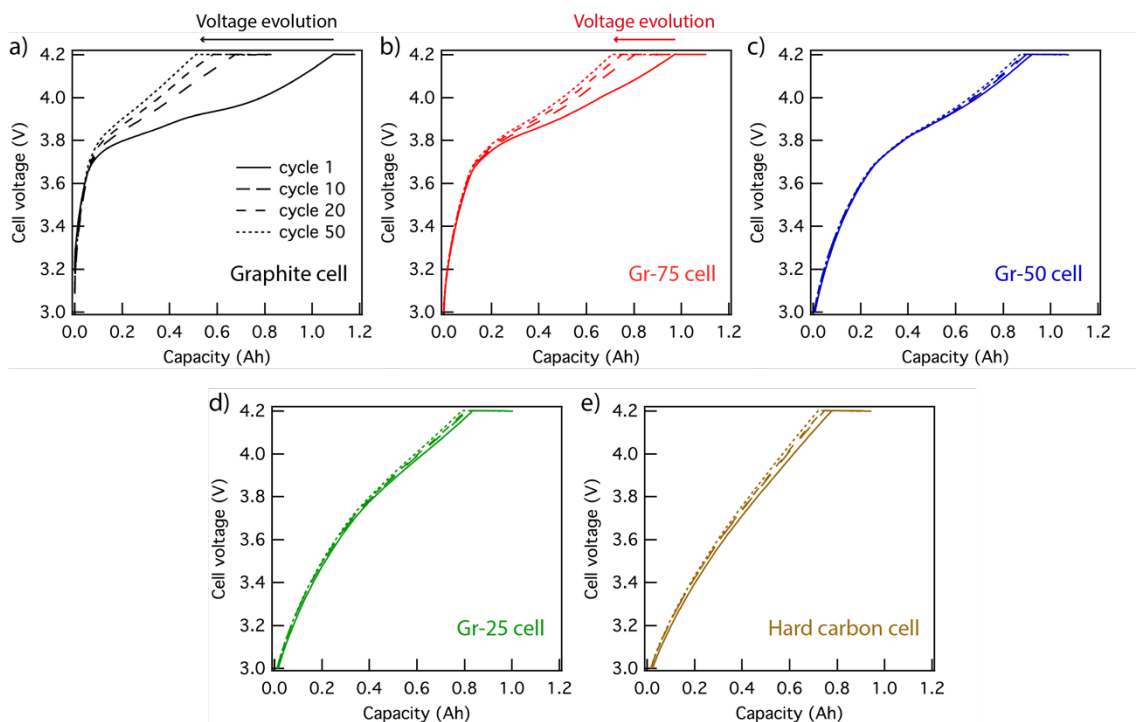 Voltage evolution
Voltage evolution
a)
b)
c)
4.2
4.0
3.8
3.6
3.4
3.2
3.0
Cell voltage (V)
cycle 1
cycle 10
cycle 20
cycle 50
Graphite cell
0.0 0.2 0.4 0.6 0.8 1.0 1.2
Capacity (Ah)
4.2
4.0
3.8
3.6
3.4
3.2
3.0
Cell voltage (V)
Gr-75 cell
0.0 0.2 0.4 0.6 0.8 1.0 1.2
Capacity (Ah)
4.2
4.0
3.8
3.6
3.4
3.2
3.0
Cell voltage (V)
Gr-50 cell
0.0 0.2 0.4 0.6 0.8 1.0 1.2
Capacity (Ah)
d)
4.2
4.0
3.8
3.6
3.4
3.2
3.0
Cell voltage (V)
Gr-25 cell
0.0 0.2 0.4 0.6 0.8 1.0 1.2
Capacity (Ah)
e)
4.2
4.0
3.8
3.6
3.4
3.2
3.0
Cell voltage (V)
Hard carbon cell
0.0 0.2 0.4 0.6 0.8 1.0 1.2
Capacity (Ah)